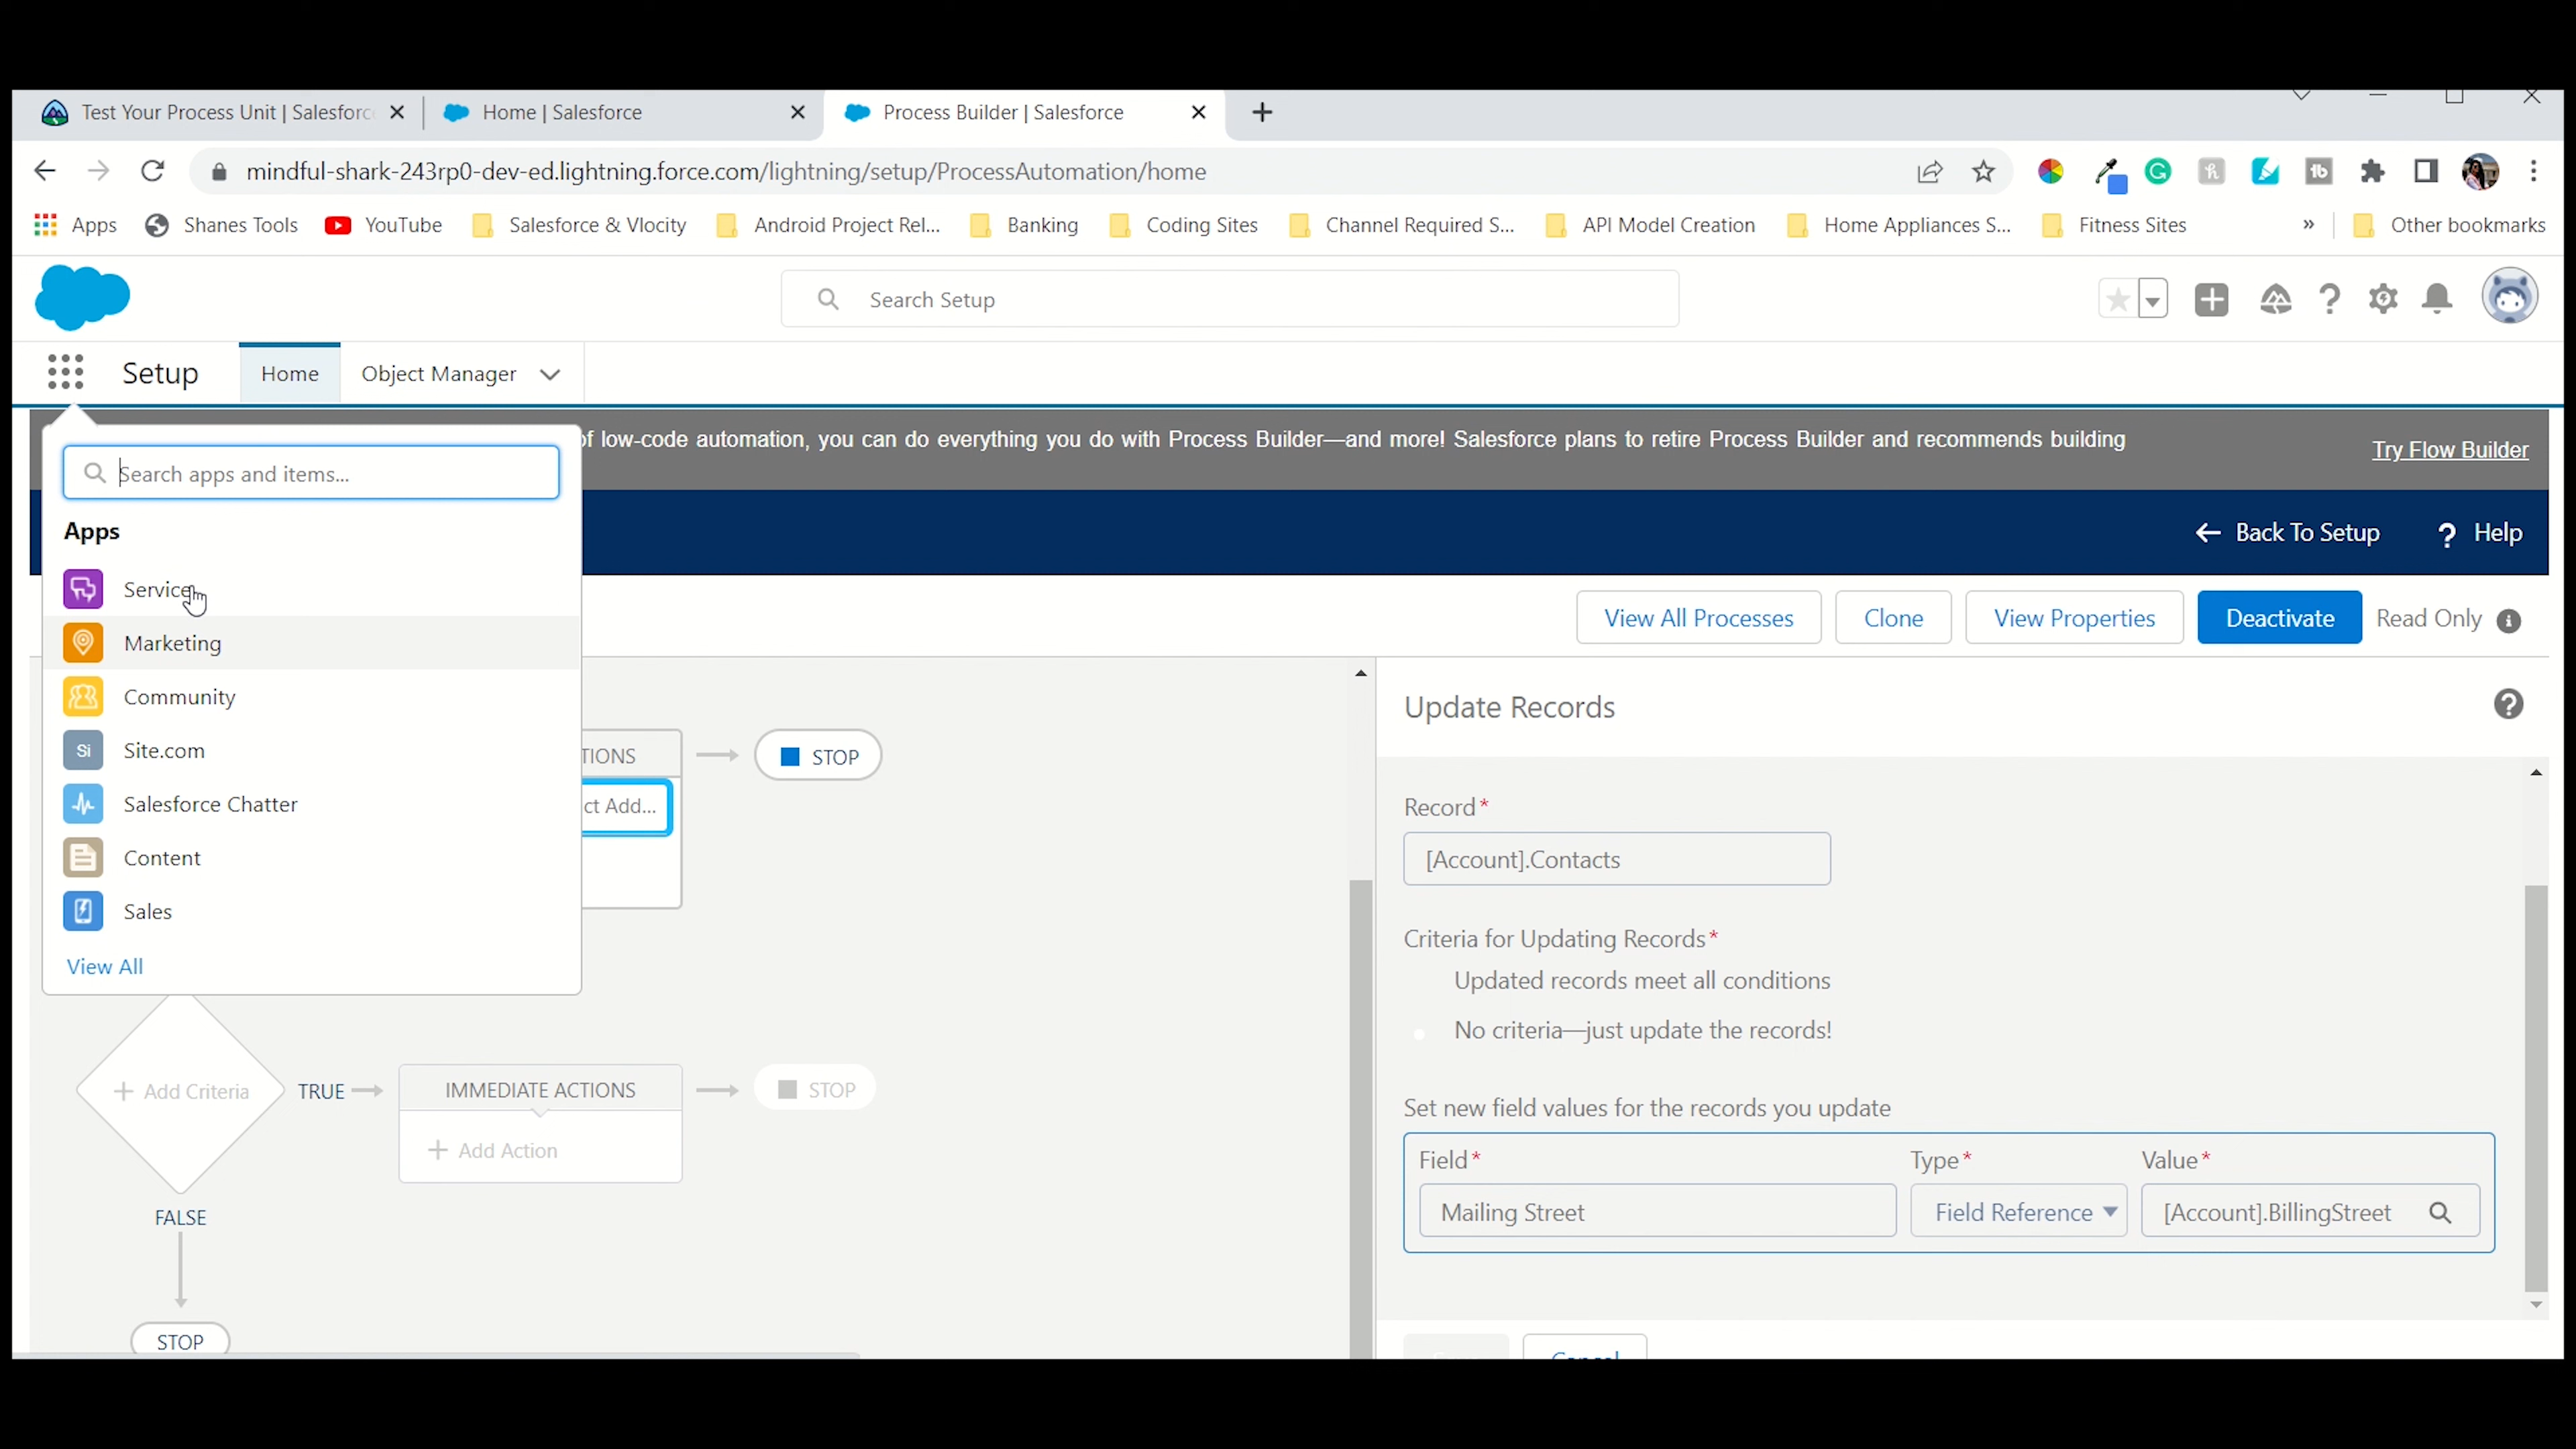 Test Your Process Unit | Salesforc
Home | Salesforce
Process Builder | Salesforce
mindful-shark-243rp0-dev-ed.lightning.force.com/lightning/setup/ProcessAutomation/home
Apps
Shanes Tools
YouTube
Salesforce & Vlocity
Android Project Rel...
Banking
Coding Sites
Channel Required S...
API Model Creation
Home Appliances S...
Fitness Sites
»
Other bookmarks
Search Setup
Setup
Home
Object Manager
of low-code automation, you can do everything you do with Process Builder—and more! Salesforce plans to retire Process Builder and recommends building
Try Flow Builder
Search apps and items...
Apps
Service
Marketing
Community
Si
Site.com
Salesforce Chatter
Content
Sales
View All
Back To Setup
? Help
View All Processes
Clone
View Properties
Deactivate
Read Only
TIONS
STOP
ct Add...
+ Add Criteria
TRUE
IMMEDIATE ACTIONS
STOP
+ Add Action
FALSE
STOP
Update Records
Record*
[Account].Contacts
Criteria for Updating Records*
Updated records meet all conditions
No criteria—just update the records!
Set new field values for the records you update
Field*
Type*
Value*
Mailing Street
Field Reference
[Account].BillingStreet
Cancel